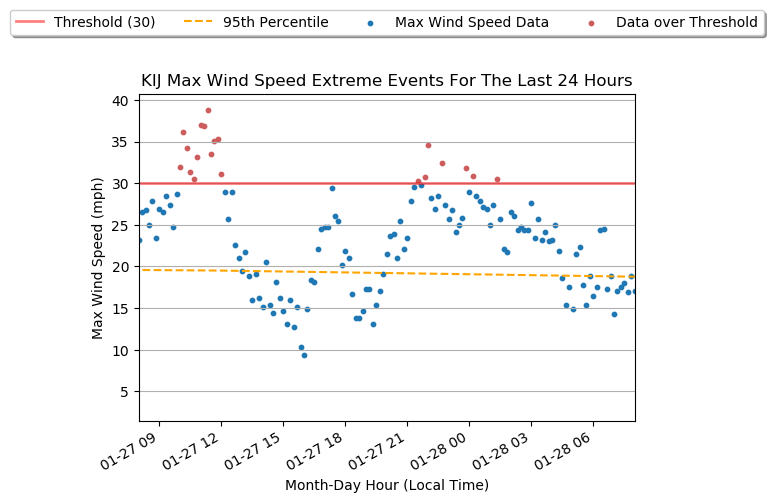 Threshold (30) 95th Percentile Max Wind Speed Data Data over Threshold
KIJ Max Wind Speed Extreme Events For The Last 24 Hours
40
35
30
25
20
15
10
5
Max Wind Speed (mph)
01-27 09 01-27 12 01-27 15 01-27 18 01-27 21 01-28 00 01-28 03 01-28 06
Month-Day Hour (Local Time)